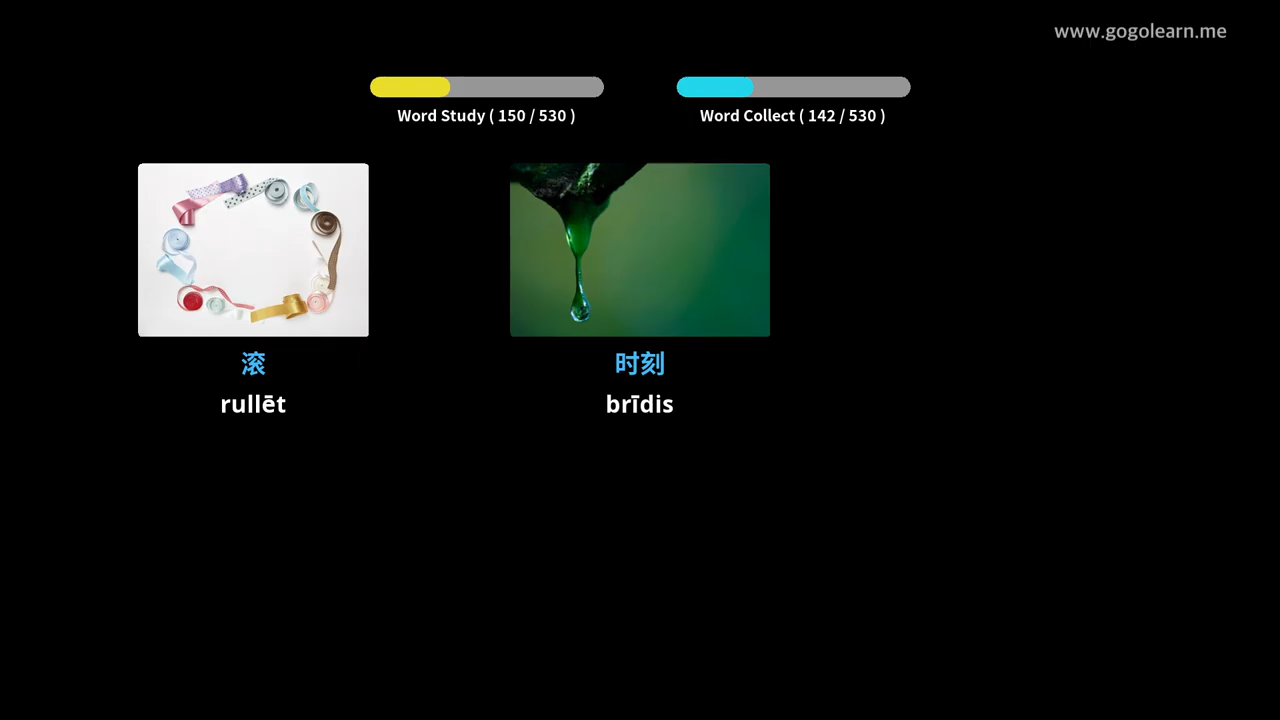 www.gogolearn.me
Word Study ( 150 / 530 )
Word Collect ( 142 / 530 )
滚
rullēt
时刻
brīdis